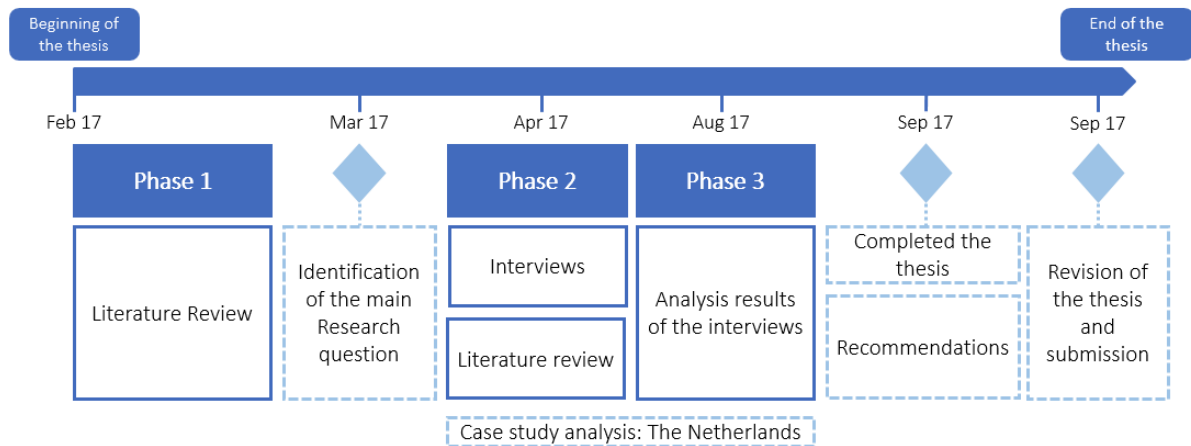 Beginning of
the thesis
End of the
thesis
Feb 17
Mar 17
Apr 17
Aug 17
Sep 17
Sep 17
Phase 1
Phase 2
Phase 3
Literature Review
Identification
of the main
Research
question
Interviews
Literature review
Analysis results
of the interviews
Completed the
thesis
Recommendations
Revision of
the thesis
and
submission
Case study analysis: The Netherlands